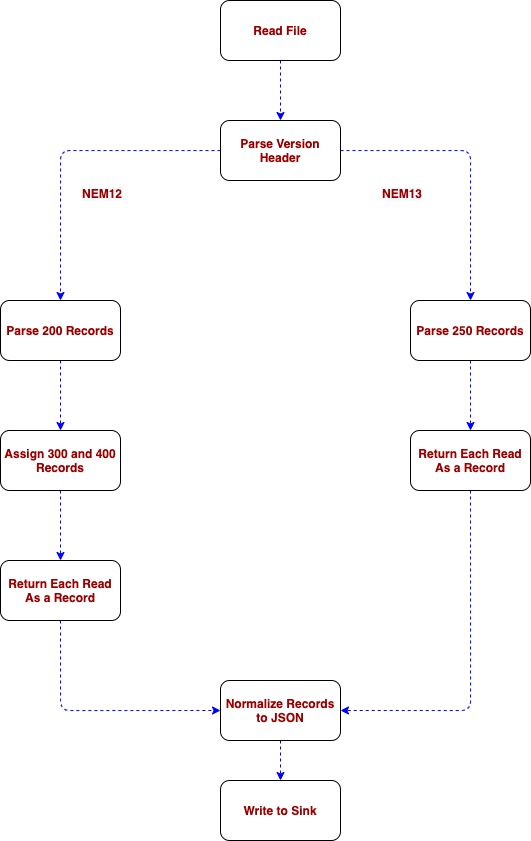 Read File
Parse Version
Header
NEM12
NEM13
Parse 200 Records
Parse 250 Records
Assign 300 and 400
Records
Return Each Read
As a Record
Return Each Read
As a Record
Normalize Records
to JSON
Write to Sink